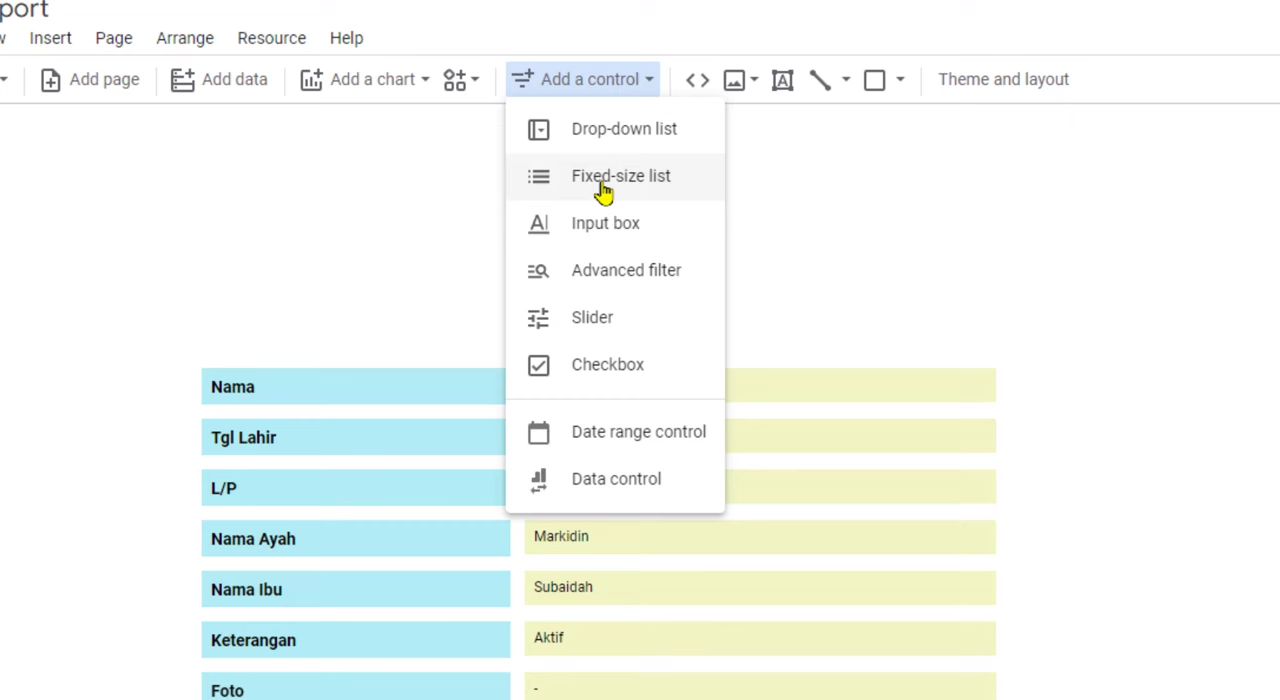 port
w Insert Page Arrange Resource Help
Add page Add data Add a chart Add a control Theme and layout
Drop-down list
Fixed-size list
Input box
Advanced filter
Slider
Checkbox
Date range control
Data control
Nama
Tgl Lahir
L/P
Nama Ayah Markidin
Nama Ibu Subaidah
Keterangan Aktif
Foto -